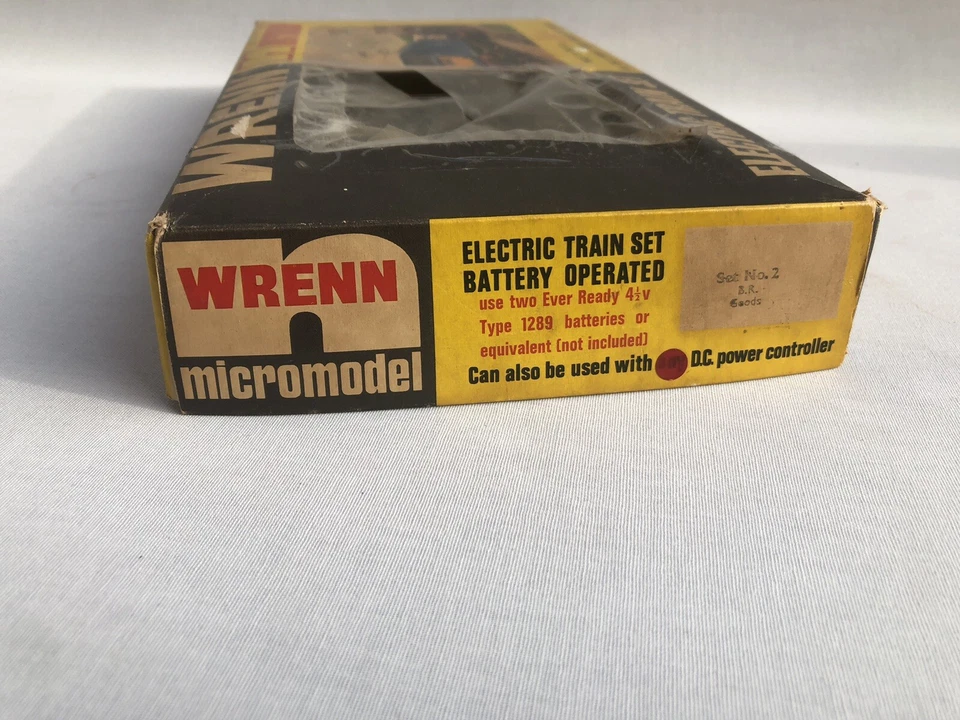 WRENN
ELECTRIC
n
WRENN
micromodel
ELECTRIC TRAIN SET
BATTERY OPERATED
use two Ever Ready 4½v
Type 1289 batteries or
equivalent (not included)
Can also be used with D.C. power controller
Set No. 2
B.R.
Goods